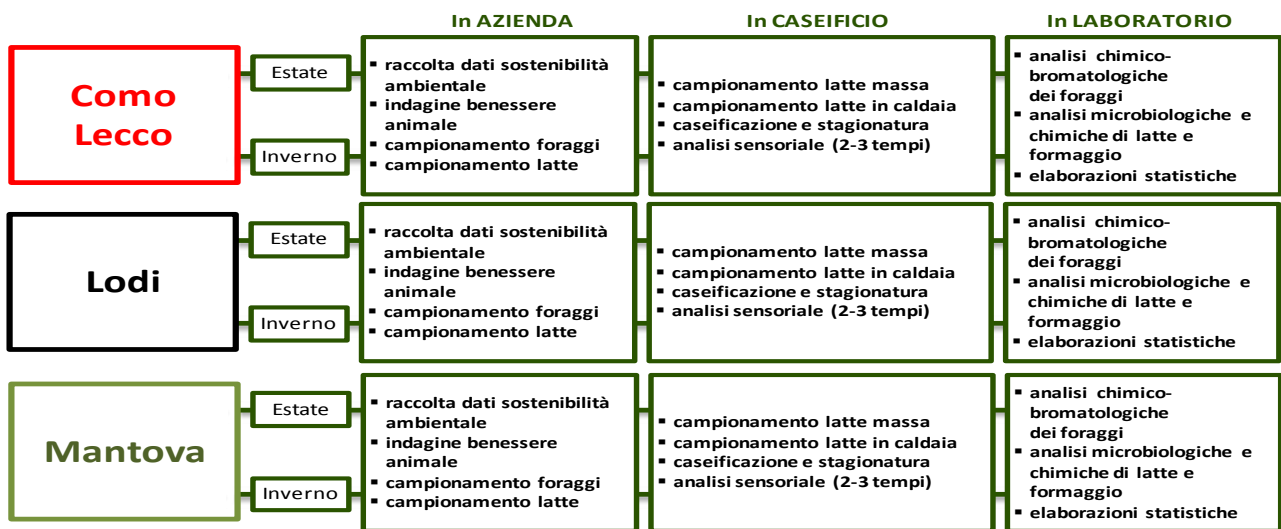 In AZIENDA
In CASEIFICIO
In LABORATORIO
Como
Lecco
Estate
Inverno
▪ raccolta dati sostenibilità
ambientale
▪ indagine benessere
animale
▪ campionamento foraggi
▪ campionamento latte
▪ campionamento latte massa
▪ campionamento latte in caldaia
▪ caseificazione e stagionatura
▪ analisi sensoriale (2-3 tempi)
▪ analisi chimico-
bromatologiche
dei foraggi
▪ analisi microbiologiche e
chimiche di latte e
formaggio
▪ elaborazioni statistiche
Lodi
Estate
Inverno
▪ raccolta dati sostenibilità
ambientale
▪ indagine benessere
animale
▪ campionamento foraggi
▪ campionamento latte
▪ campionamento latte massa
▪ campionamento latte in caldaia
▪ caseificazione e stagionatura
▪ analisi sensoriale (2-3 tempi)
▪ analisi chimico-
bromatologiche
dei foraggi
▪ analisi microbiologiche e
chimiche di latte e
formaggio
▪ elaborazioni statistiche
Mantova
Estate
Inverno
▪ raccolta dati sostenibilità
ambientale
▪ indagine benessere
animale
▪ campionamento foraggi
▪ campionamento latte
▪ campionamento latte massa
▪ campionamento latte in caldaia
▪ caseificazione e stagionatura
▪ analisi sensoriale (2-3 tempi)
▪ analisi chimico-
bromatologiche
dei foraggi
▪ analisi microbiologiche e
chimiche di latte e
formaggio
▪ elaborazioni statistiche